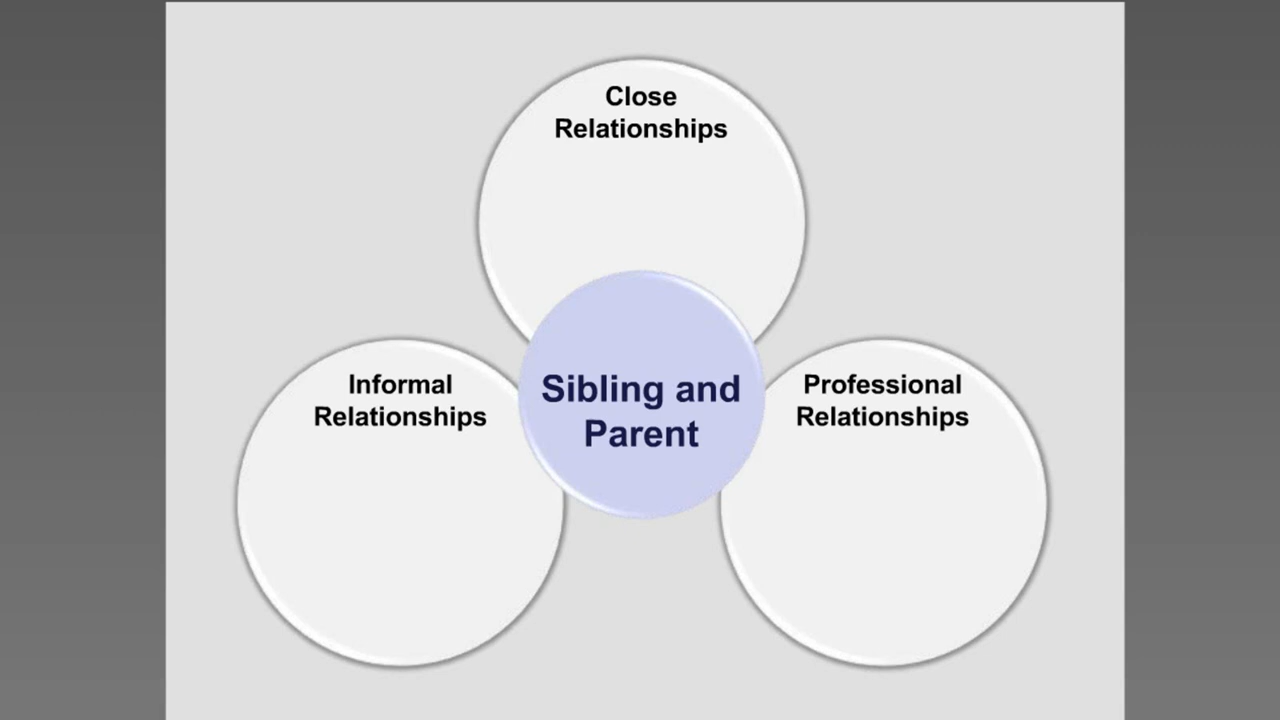 Close
Relationships
Informal
Relationships
Sibling and
Parent
Professional
Relationships